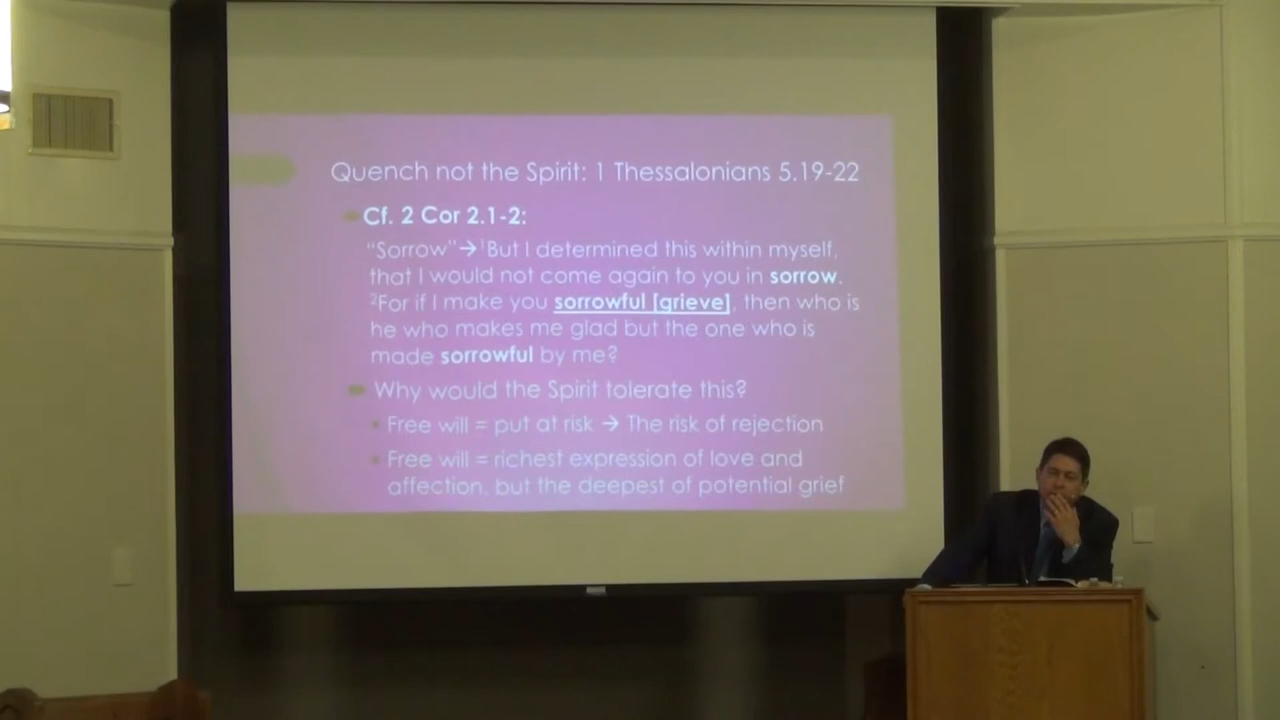 Quench not the Spirit: 1 Thessalonians 5.19-22
Cf. 2 Cor 2.1-2:
“Sorrow”→¹But I determined this within myself,
that I would not come again to you in sorrow.
²For if I make you sorrowful [grieve], then who is
he who makes me glad but the one who is
made sorrowful by me?
Why would the Spirit tolerate this?
Free will = put at risk → The risk of rejection
Free will = richest expression of love and
affection, but the deepest of potential grief